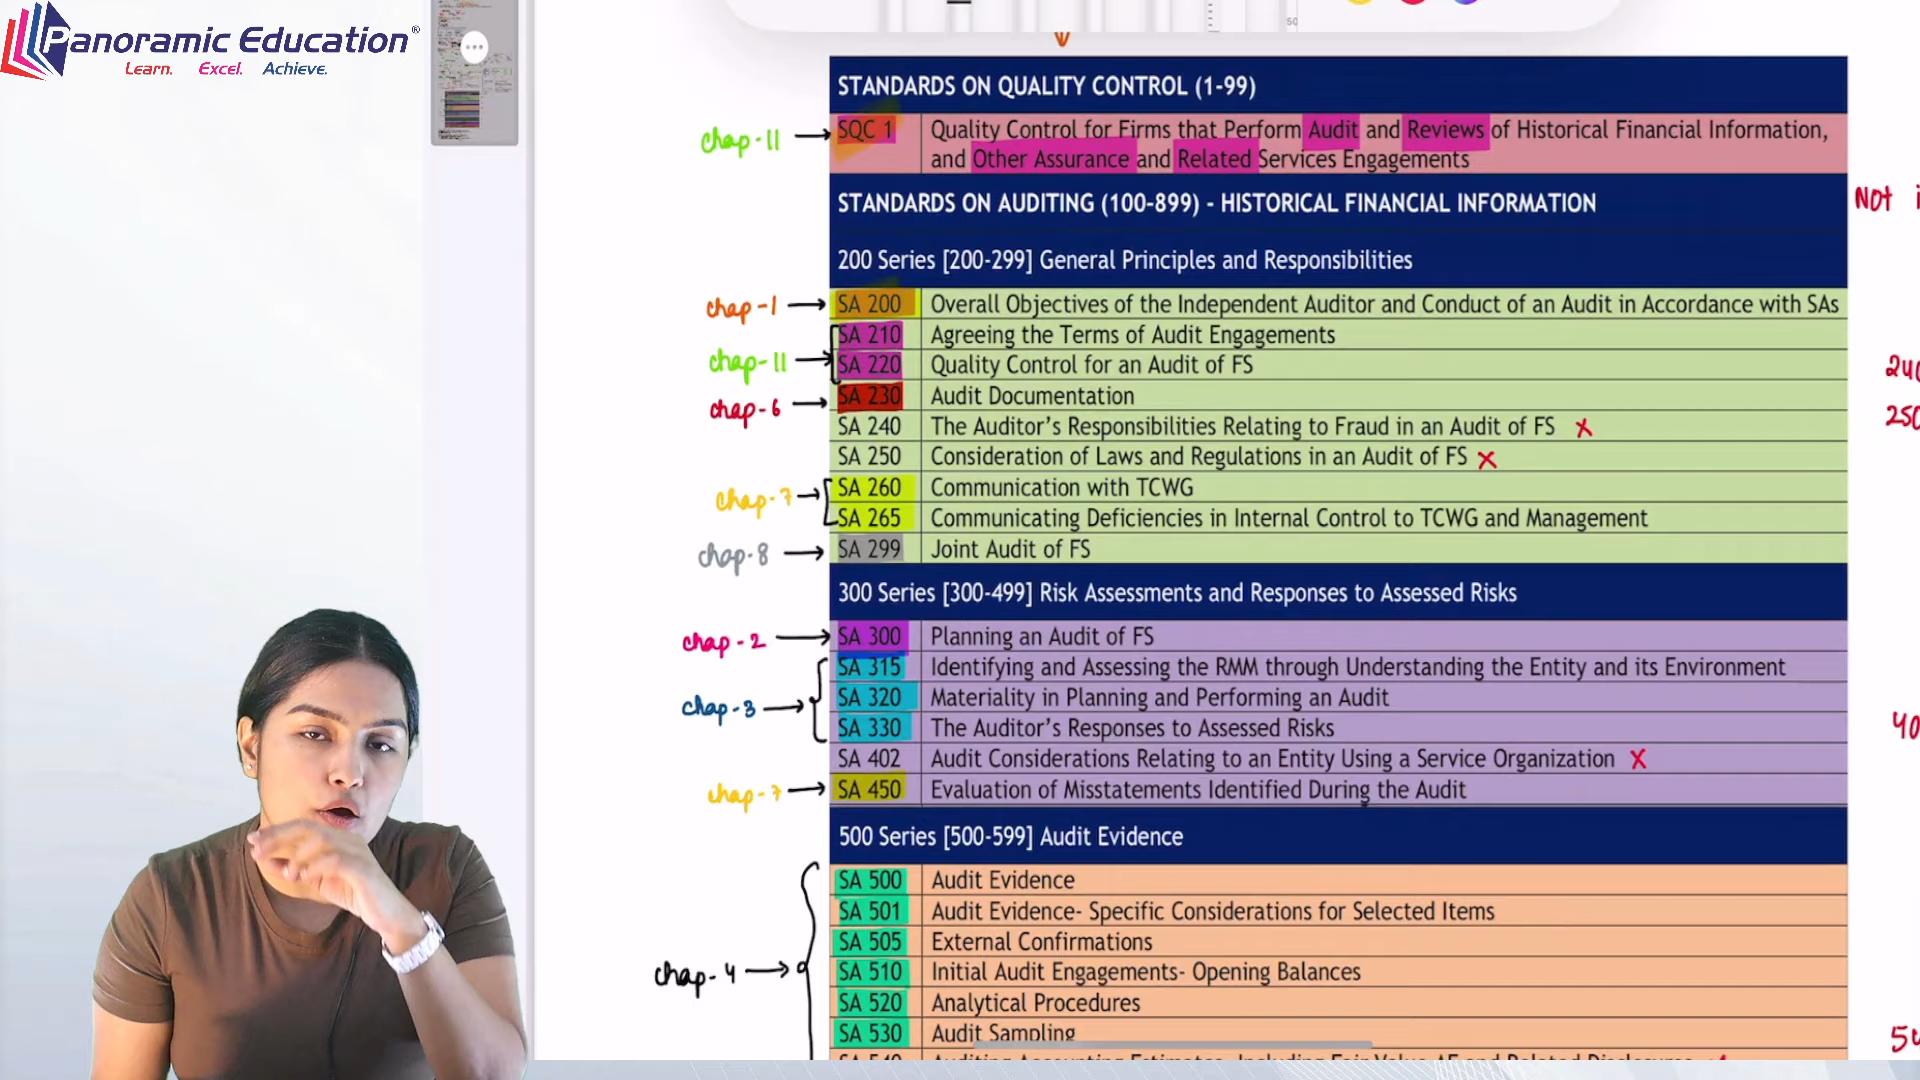 Panoramic Education®
Learn. Excel. Achieve.
50
STANDARDS ON QUALITY CONTROL (1-99)
chap-11
SQC 1 Quality Control for Firms that Perform Audit and Reviews of Historical Financial Information,
and Other Assurance and Related Services Engagements
STANDARDS ON AUDITING (100-899) - HISTORICAL FINANCIAL INFORMATION
Not
200 Series [200-299] General Principles and Responsibilities
chap-1
SA 200 Overall Objectives of the Independent Auditor and Conduct of an Audit in Accordance with SAs
SA 210 Agreeing the Terms of Audit Engagements
chap-11
SA 220 Quality Control for an Audit of FS
chap-6
SA 230 Audit Documentation
SA 240 The Auditor's Responsibilities Relating to Fraud in an Audit of FS X
SA 250 Consideration of Laws and Regulations in an Audit of FS X
chap-7
SA 260 Communication with TCWG
SA 265 Communicating Deficiencies in Internal Control to TCWG and Management
chap-8
SA 299 Joint Audit of FS
300 Series [300-499] Risk Assessments and Responses to Assessed Risks
chap-2
SA 300 Planning an Audit of FS
SA 315 Identifying and Assessing the RMM through Understanding the Entity and its Environment
chap-3
SA 320 Materiality in Planning and Performing an Audit
SA 330 The Auditor's Responses to Assessed Risks
SA 402 Audit Considerations Relating to an Entity Using a Service Organization X
chap-7
SA 450 Evaluation of Misstatements Identified During the Audit
500 Series [500-599] Audit Evidence
SA 500 Audit Evidence
SA 501 Audit Evidence- Specific Considerations for Selected Items
SA 505 External Confirmations
chap-4
SA 510 Initial Audit Engagements- Opening Balances
SA 520 Analytical Procedures
SA 530 Audit Sampling